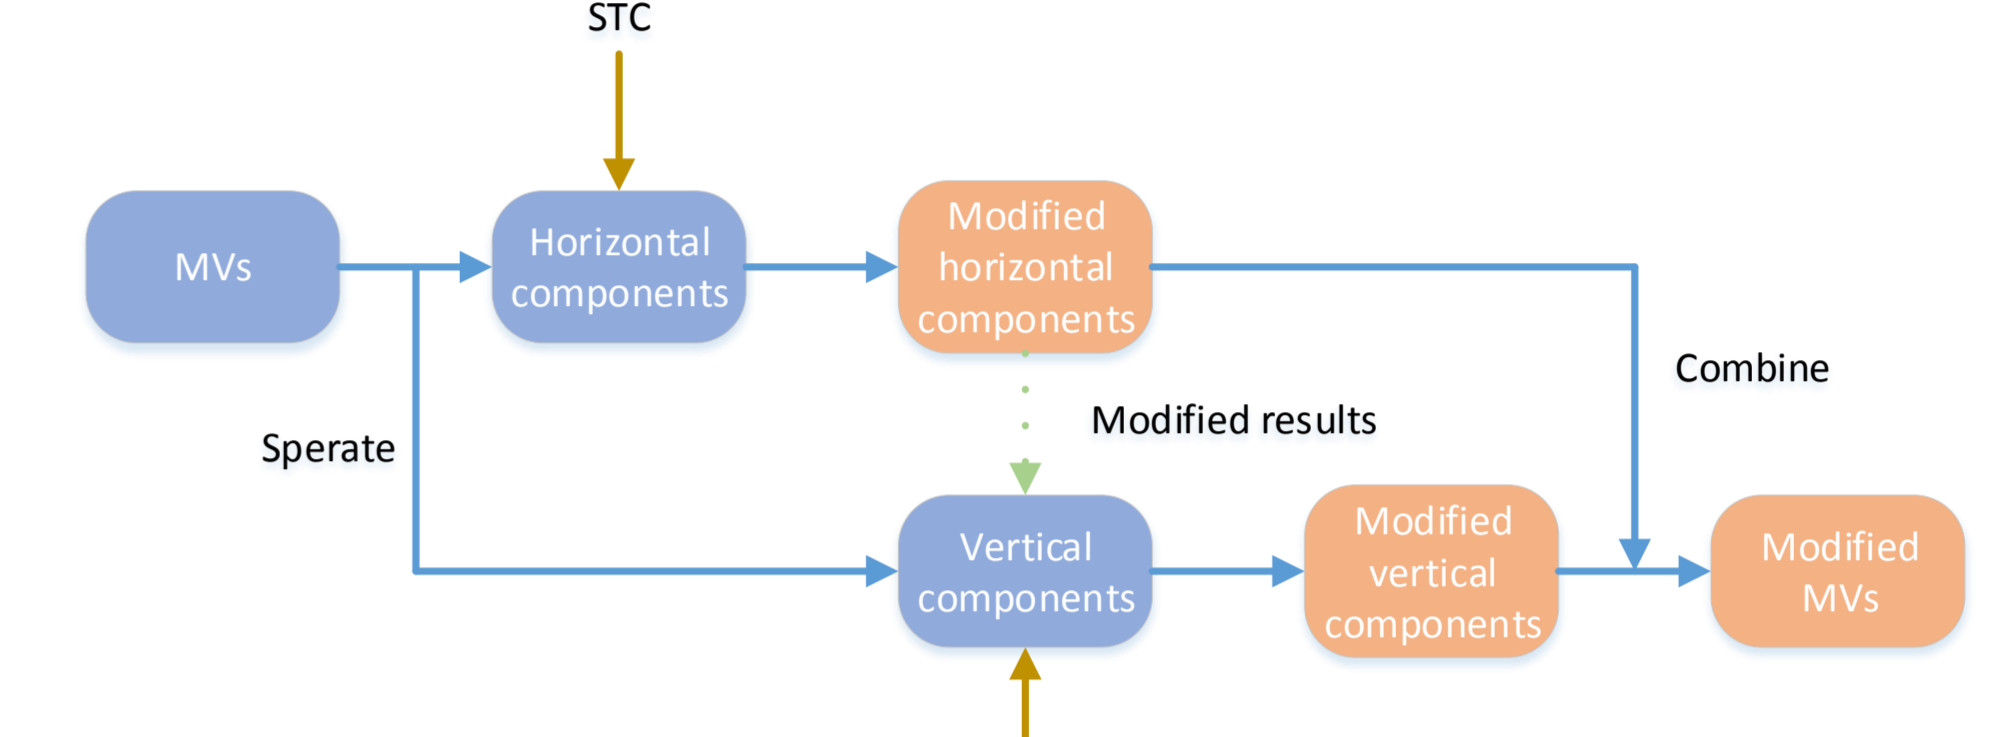 STC
MVs
Horizontal
components
Modified
horizontal
components
Combine
Sperate
Modified results
Vertical
components
Modified
vertical
components
Modified
MVs